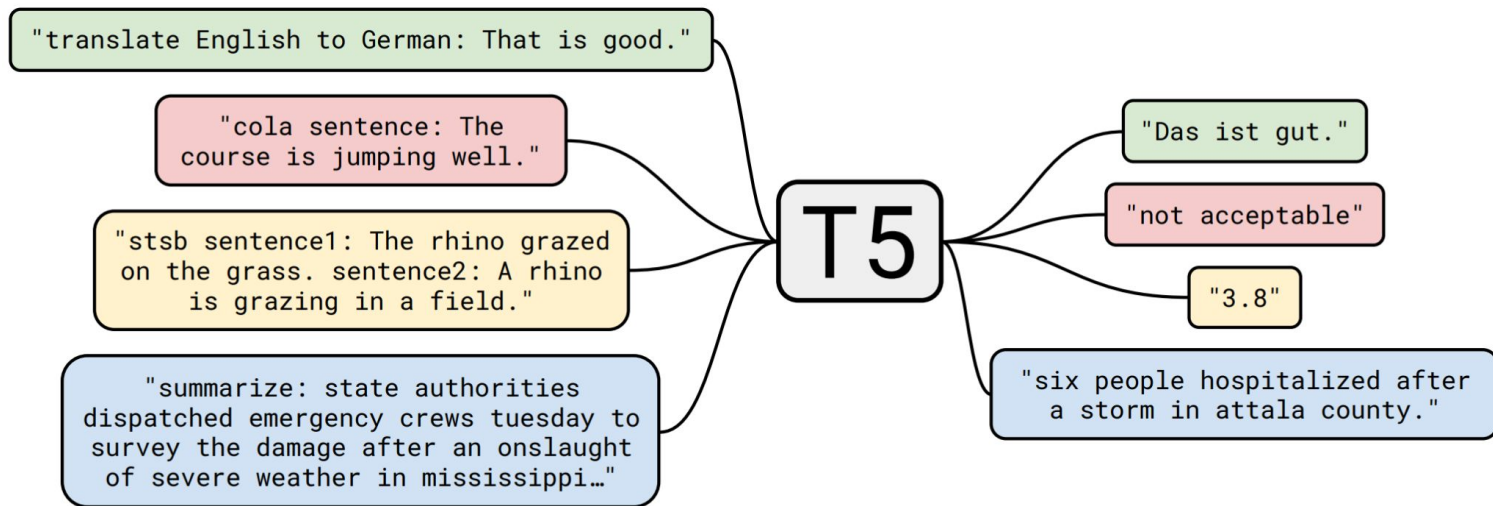 "translate English to German: That is good."
"cola sentence: The
course is jumping well."
"stsb sentence1: The rhino grazed
on the grass. sentence2: A rhino
is grazing in a field."
"summarize: state authorities
dispatched emergency crews tuesday to
survey the damage after an onslaught
of severe weather in mississippi…"
T5
"Das ist gut."
"not acceptable"
"3.8"
"six people hospitalized after
a storm in attala county."